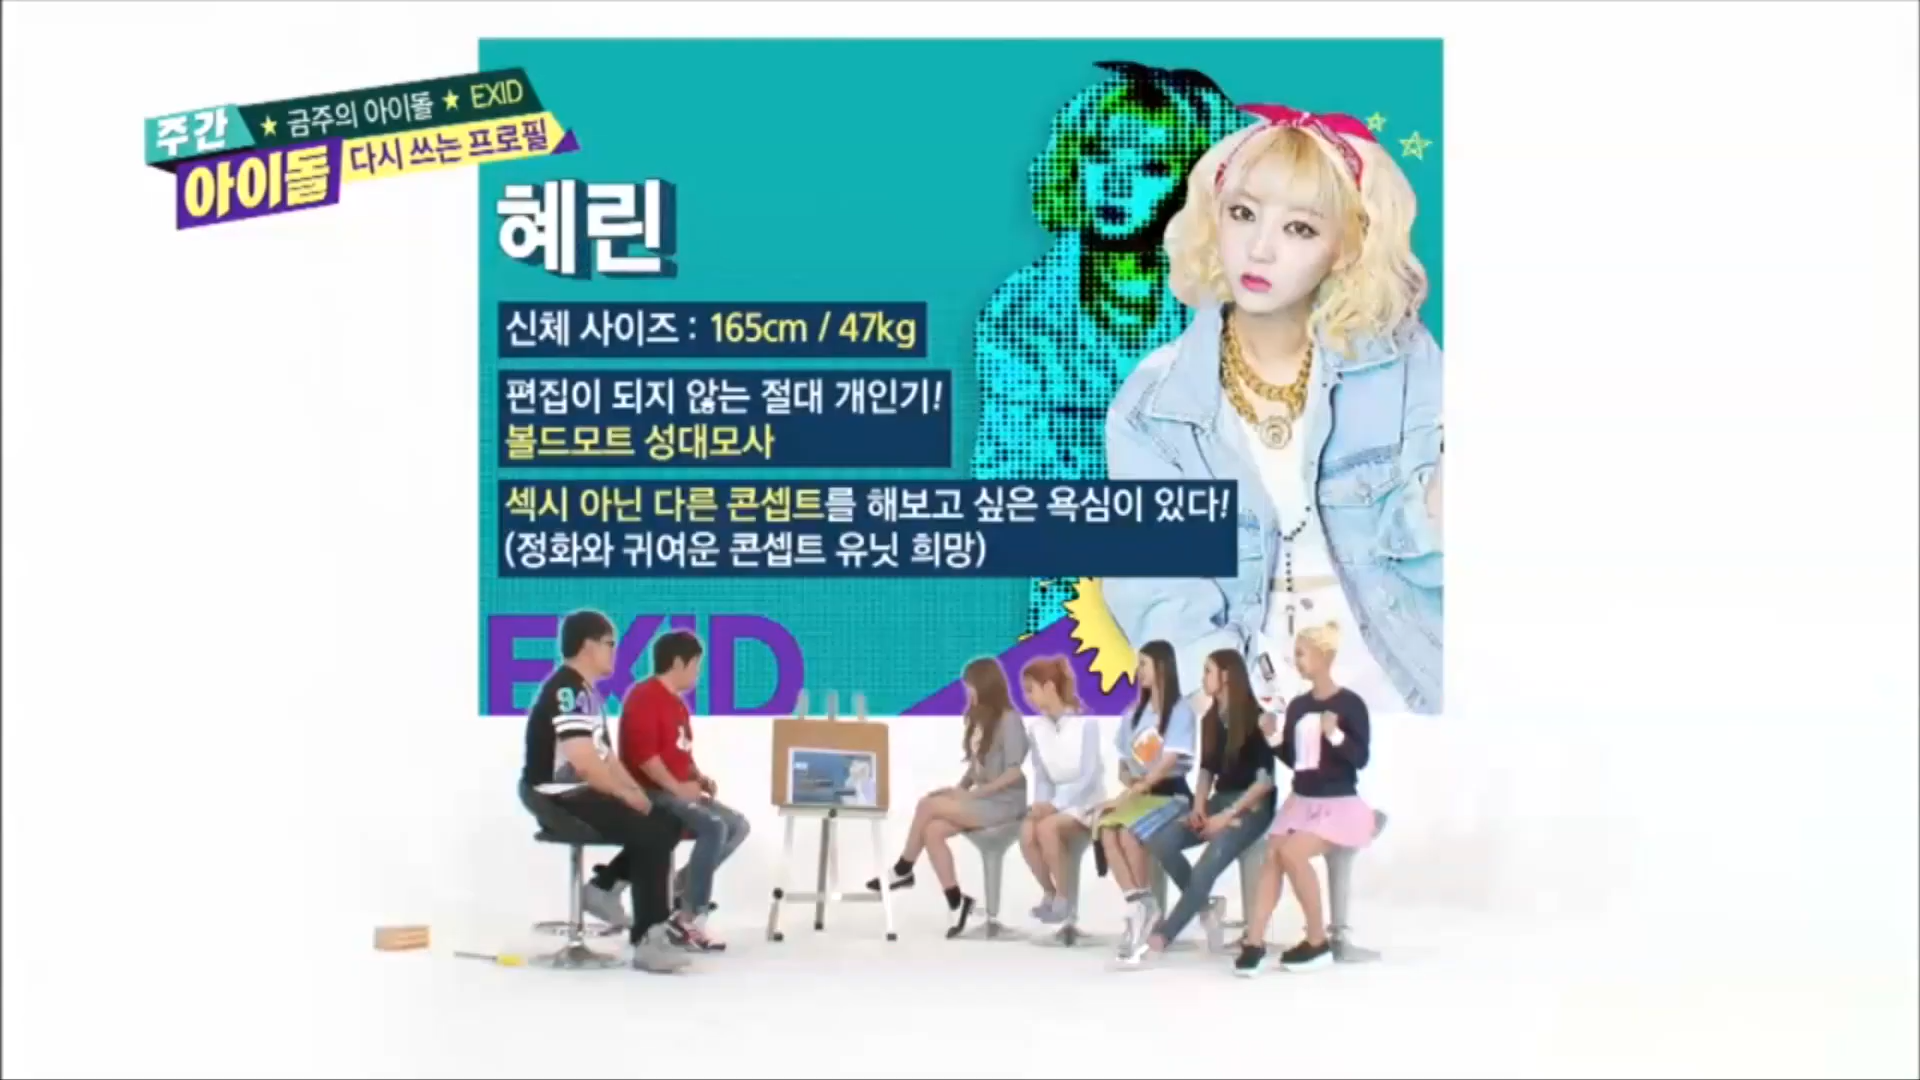 주간 아이돌
★ 금주의 아이돌 ★ EXID
다시 쓰는 프로필
혜린
신체 사이즈 : 165cm / 47kg
편집이 되지 않는 절대 개인기!
볼드모트 성대모사
섹시 아닌 다른 콘셉트를 해보고 싶은 욕심이 있다!
(정화와 귀여운 콘셉트 유닛 희망)
EXID
94